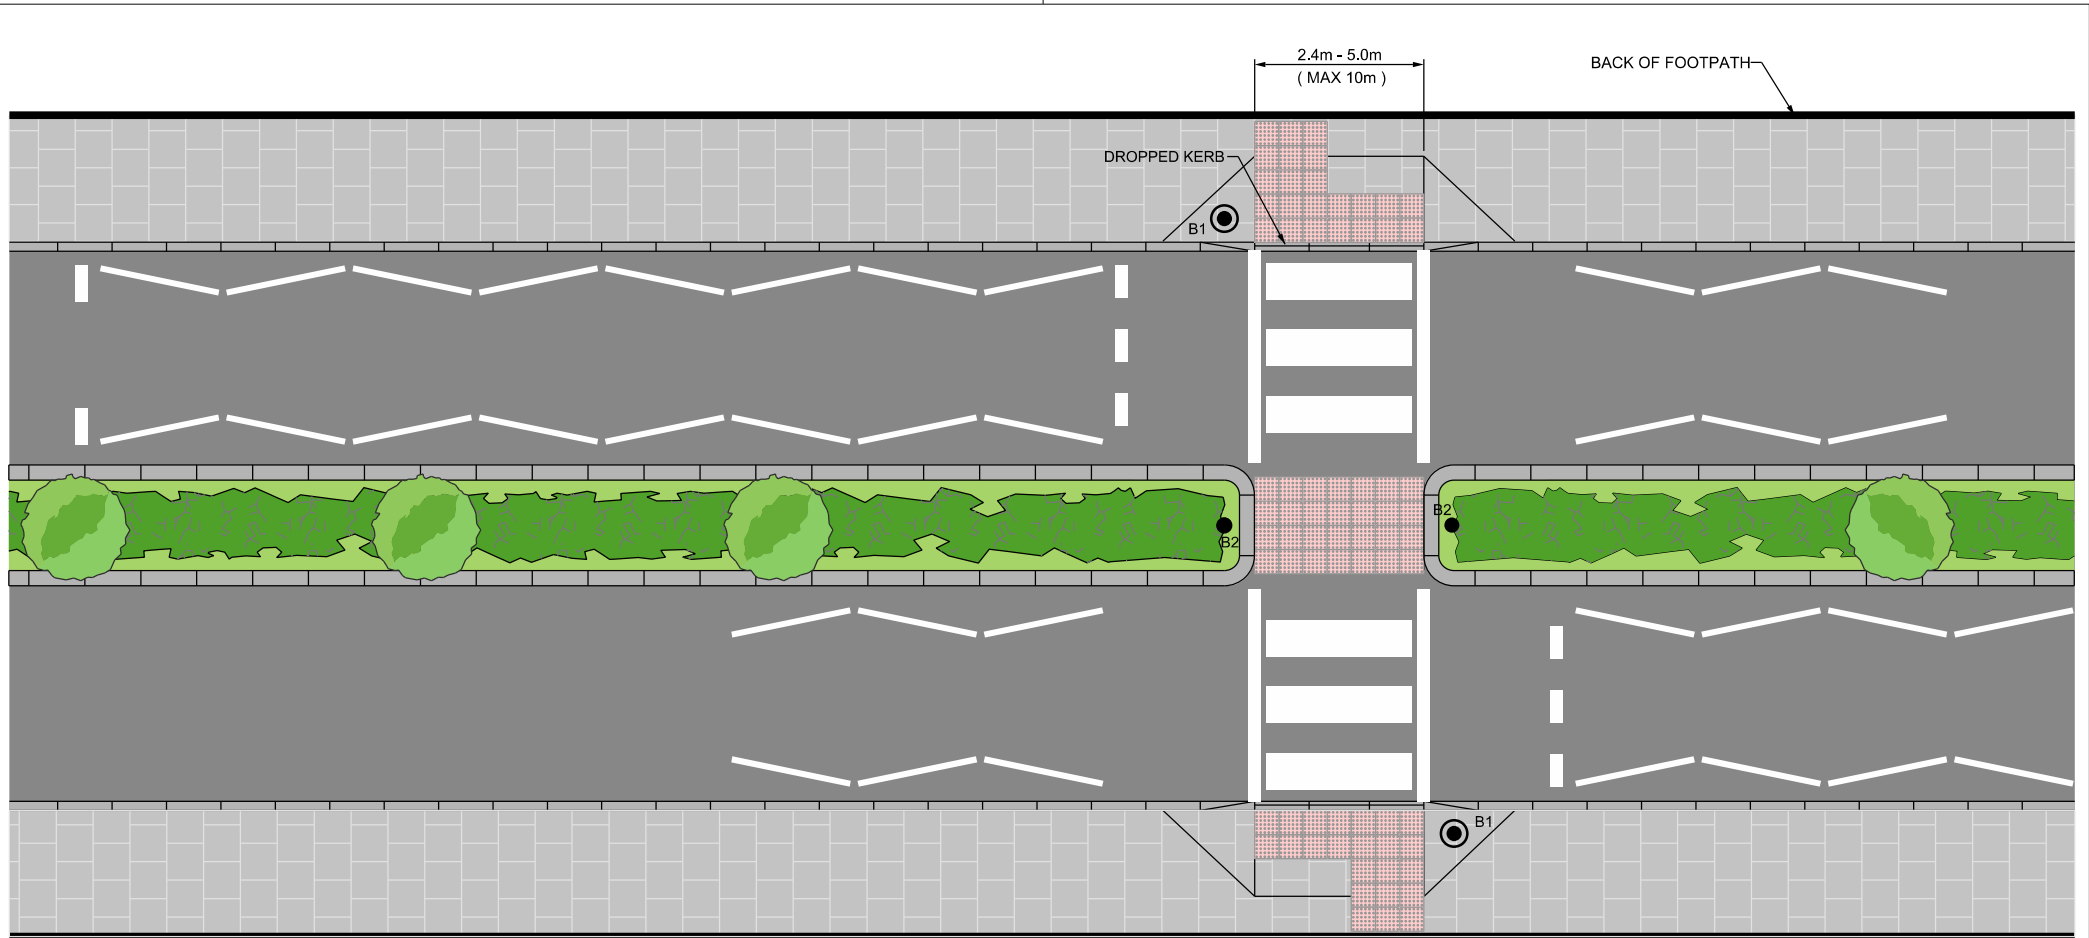 2.4m - 5.0m
( MAX 10m )
BACK OF FOOTPATH
DROPPED KERB
B1
B2
B2
B1